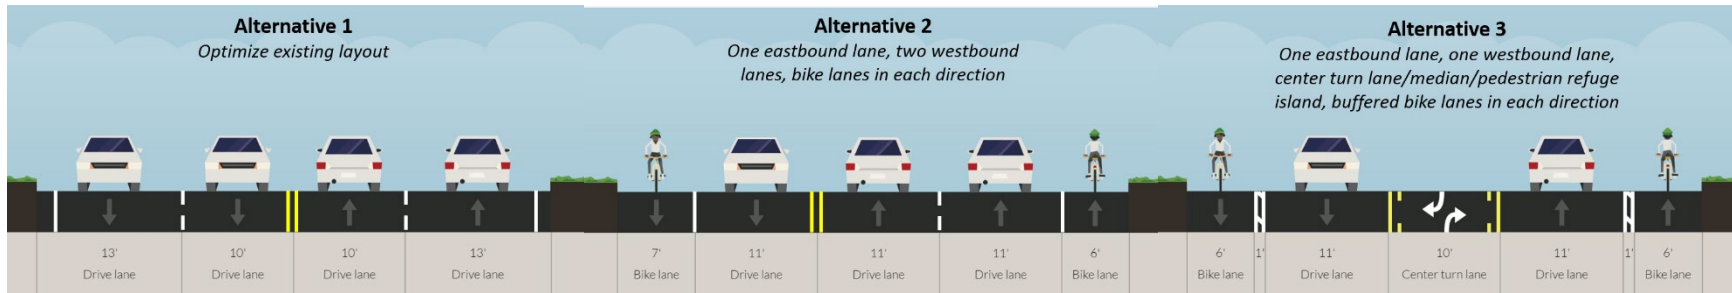 Alternative 1
Optimize existing layout
13'
Drive lane
10'
Drive lane
10'
Drive lane
13'
Drive lane
Alternative 2
One eastbound lane, two westbound
lanes, bike lanes in each direction
7'
Bike lane
11'
Drive lane
11'
Drive lane
11'
Drive lane
6'
Bike lane
Alternative 3
One eastbound lane, one westbound lane,
center turn lane/median/pedestrian refuge
island, buffered bike lanes in each direction
6'
Bike lane
1'
11'
Drive lane
10'
Center turn lane
11'
Drive lane
1'
6'
Bike lane